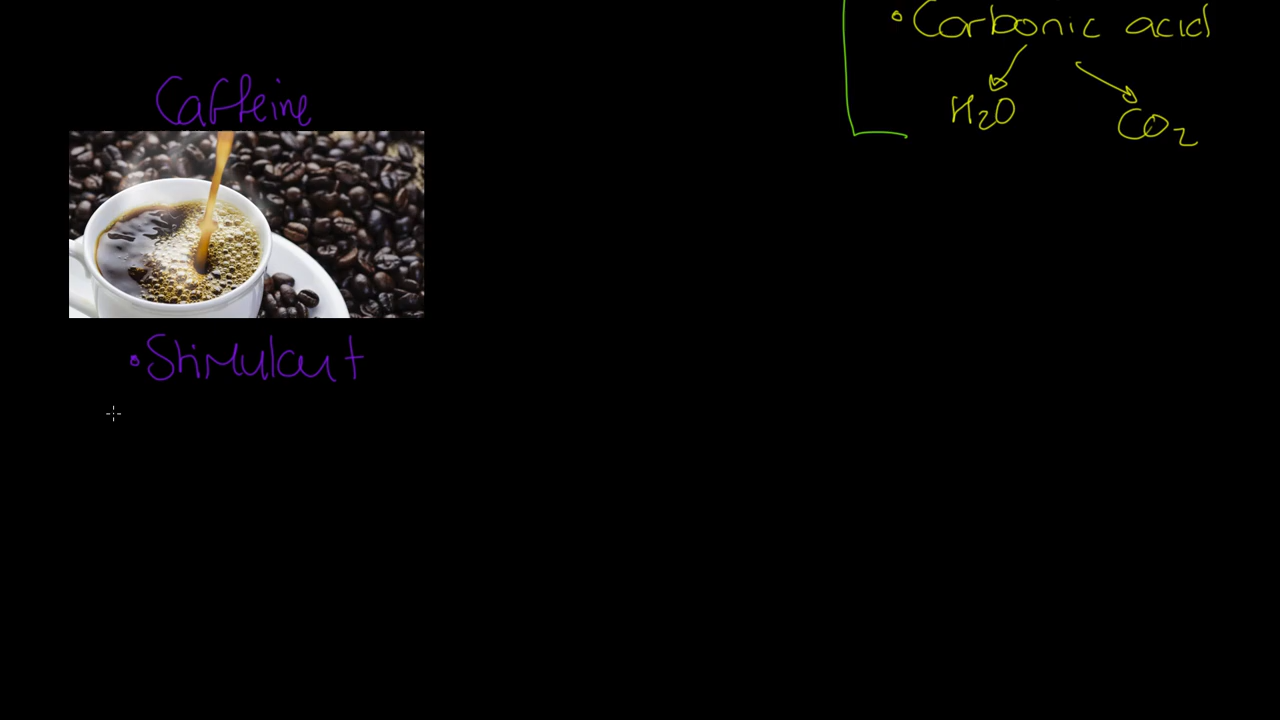 Carbonic acid
H2O CO2
Caffeine
•Stimulant